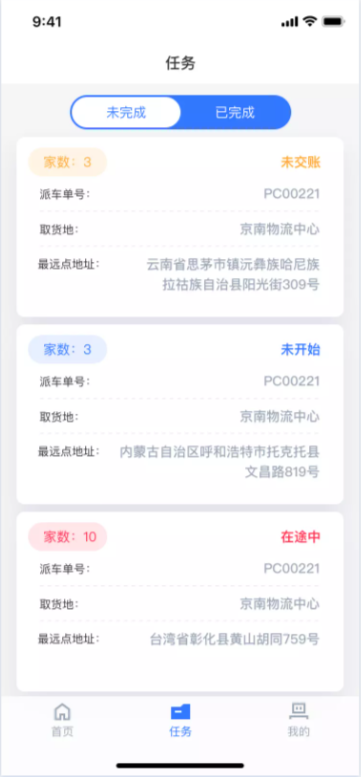 9:41
任务
未完成 已完成
家数：3 未交账
派车单号： PC00221
取货地： 京南物流中心
最远点地址： 云南省思茅市镇沅彝族哈尼族
拉祜族自治县阳光街309号
家数：3 未开始
派车单号： PC00221
取货地： 京南物流中心
最远点地址： 内蒙古自治区呼和浩特市托克托县
文昌路819号
家数：10 在途中
派车单号： PC00221
取货地： 京南物流中心
最远点地址： 台湾省彰化县黄山胡同759号
首页 任务 我的